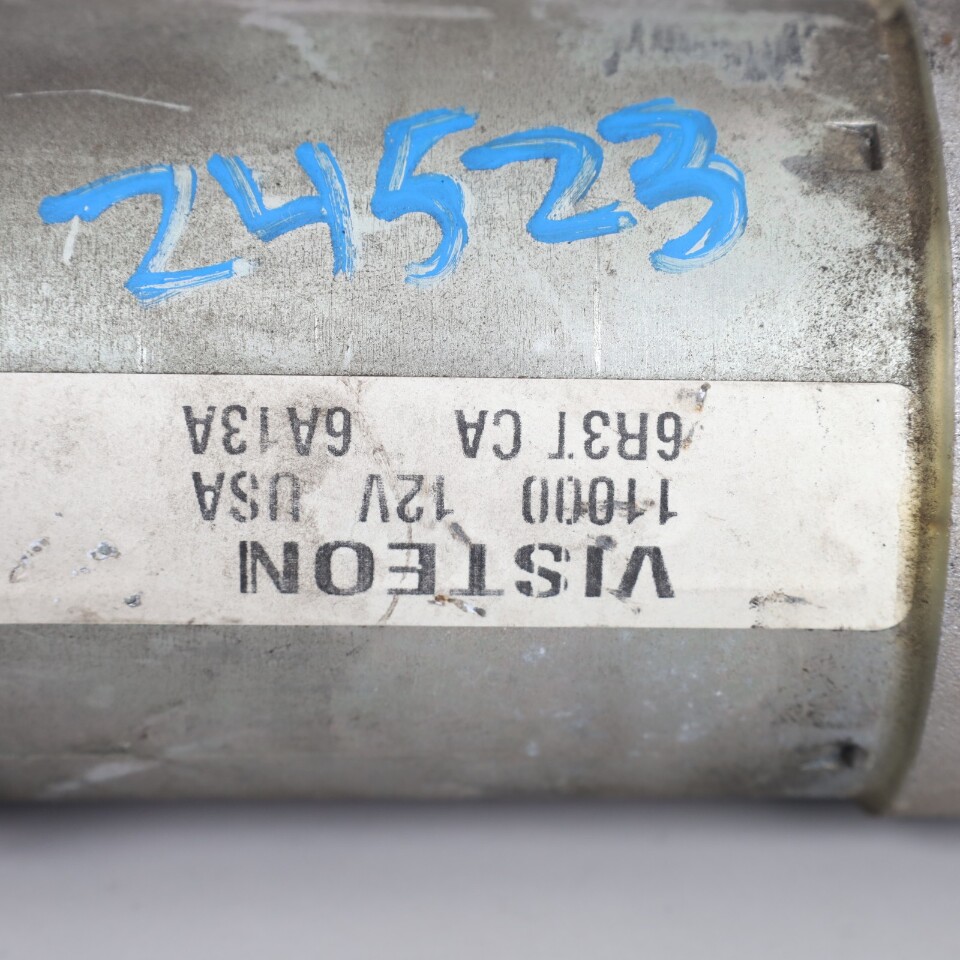 24523
VISTEON
11000 12V USA
6R3T CA 6A13A